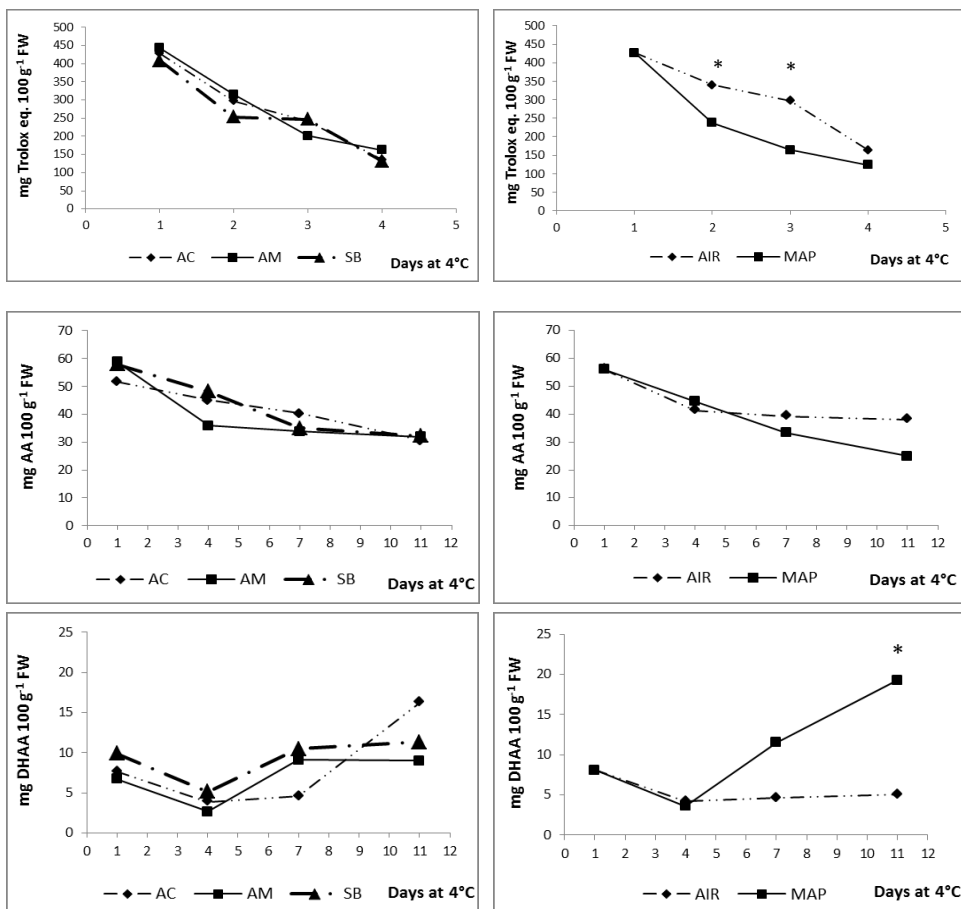 mg Trolox eq. 100 g⁻¹ FW
500
450
400
350
300
250
200
150
100
50
0
0 1 2 3 4 5
AC AM SB Days at 4°C
mg Trolox eq. 100 g⁻¹ FW
500
450
400
350
300
250
200
150
100
50
0
* *
0 1 2 3 4 5
AIR MAP Days at 4°C
mg AA 100 g⁻¹ FW
70
60
50
40
30
20
10
0
0 1 2 3 4 5 6 7 8 9 10 11 12
AC AM SB Days at 4°C
mg AA 100 g⁻¹ FW
70
60
50
40
30
20
10
0
0 1 2 3 4 5 6 7 8 9 10 11 12
AIR MAP Days at 4°C
mg DHAA 100 g⁻¹ FW
25
20
15
10
5
0
0 1 2 3 4 5 6 7 8 9 10 11 12
AC AM SB Days at 4°C
mg DHAA 100 g⁻¹ FW
25
20
15
10
5
0
*
0 1 2 3 4 5 6 7 8 9 10 11 12
AIR MAP Days at 4°C